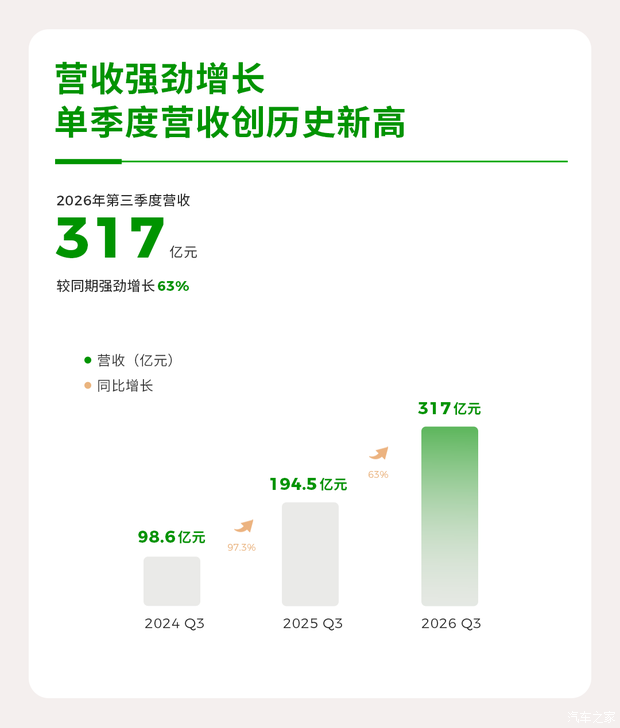 营收强劲增长
单季度营收创历史新高
2026年第三季度营收
317亿元
较同期强劲增长63%
营收（亿元）
同比增长
317亿元
63%
194.5亿元
97.3%
98.6亿元
2024 Q3
2025 Q3
2026 Q3
汽车之家